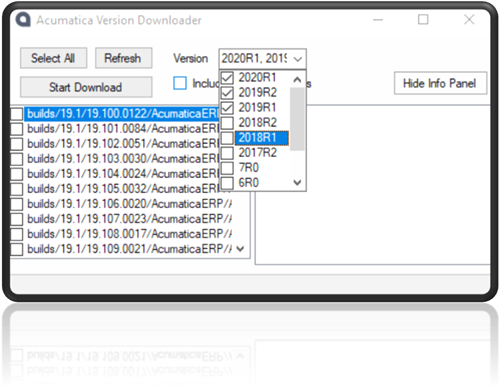 Acumatica Version Downloader
Select All
Refresh
Version
2020R1, 2019
Start Download
Inclu
s
Hide Info Panel
2020R1
2019R2
2019R1
2018R2
2018R1
2017R2
7R0
6R0
builds/19.1/19.100.0122/AcumaticaERP
builds/19.1/19.101.0084/AcumaticaERP
builds/19.1/19.102.0051/AcumaticaERP
builds/19.1/19.103.0030/AcumaticaERP
builds/19.1/19.104.0024/AcumaticaERP
builds/19.1/19.105.0032/AcumaticaERP
builds/19.1/19.106.0020/AcumaticaERP/A
builds/19.1/19.107.0023/AcumaticaERP/A
builds/19.1/19.108.0017/AcumaticaERP/A
builds/19.1/19.109.0021/AcumaticaERP/A